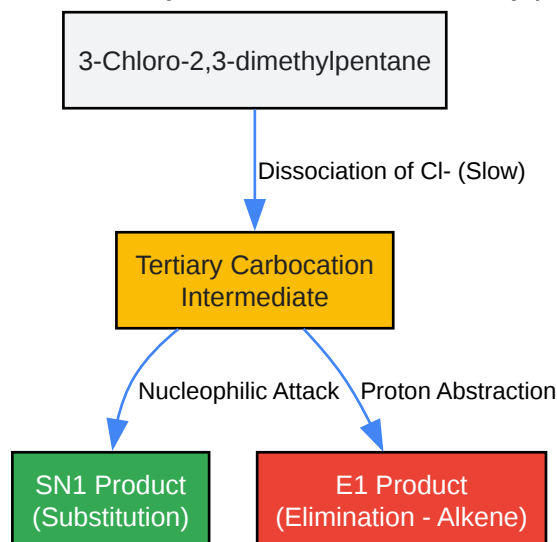 3-Chloro-2,3-dimethylpentane
Dissociation of Cl- (Slow)
Tertiary Carbocation
Intermediate
Nucleophilic Attack
Proton Abstraction
SN1 Product
(Substitution)
E1 Product
(Elimination - Alkene)